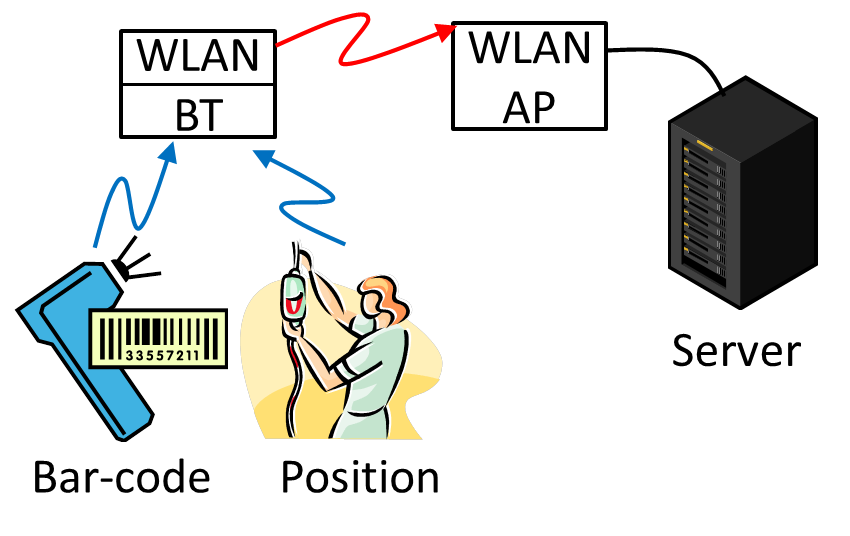 WLAN
BT
WLAN
AP
33557211
Server
Bar-code
Position